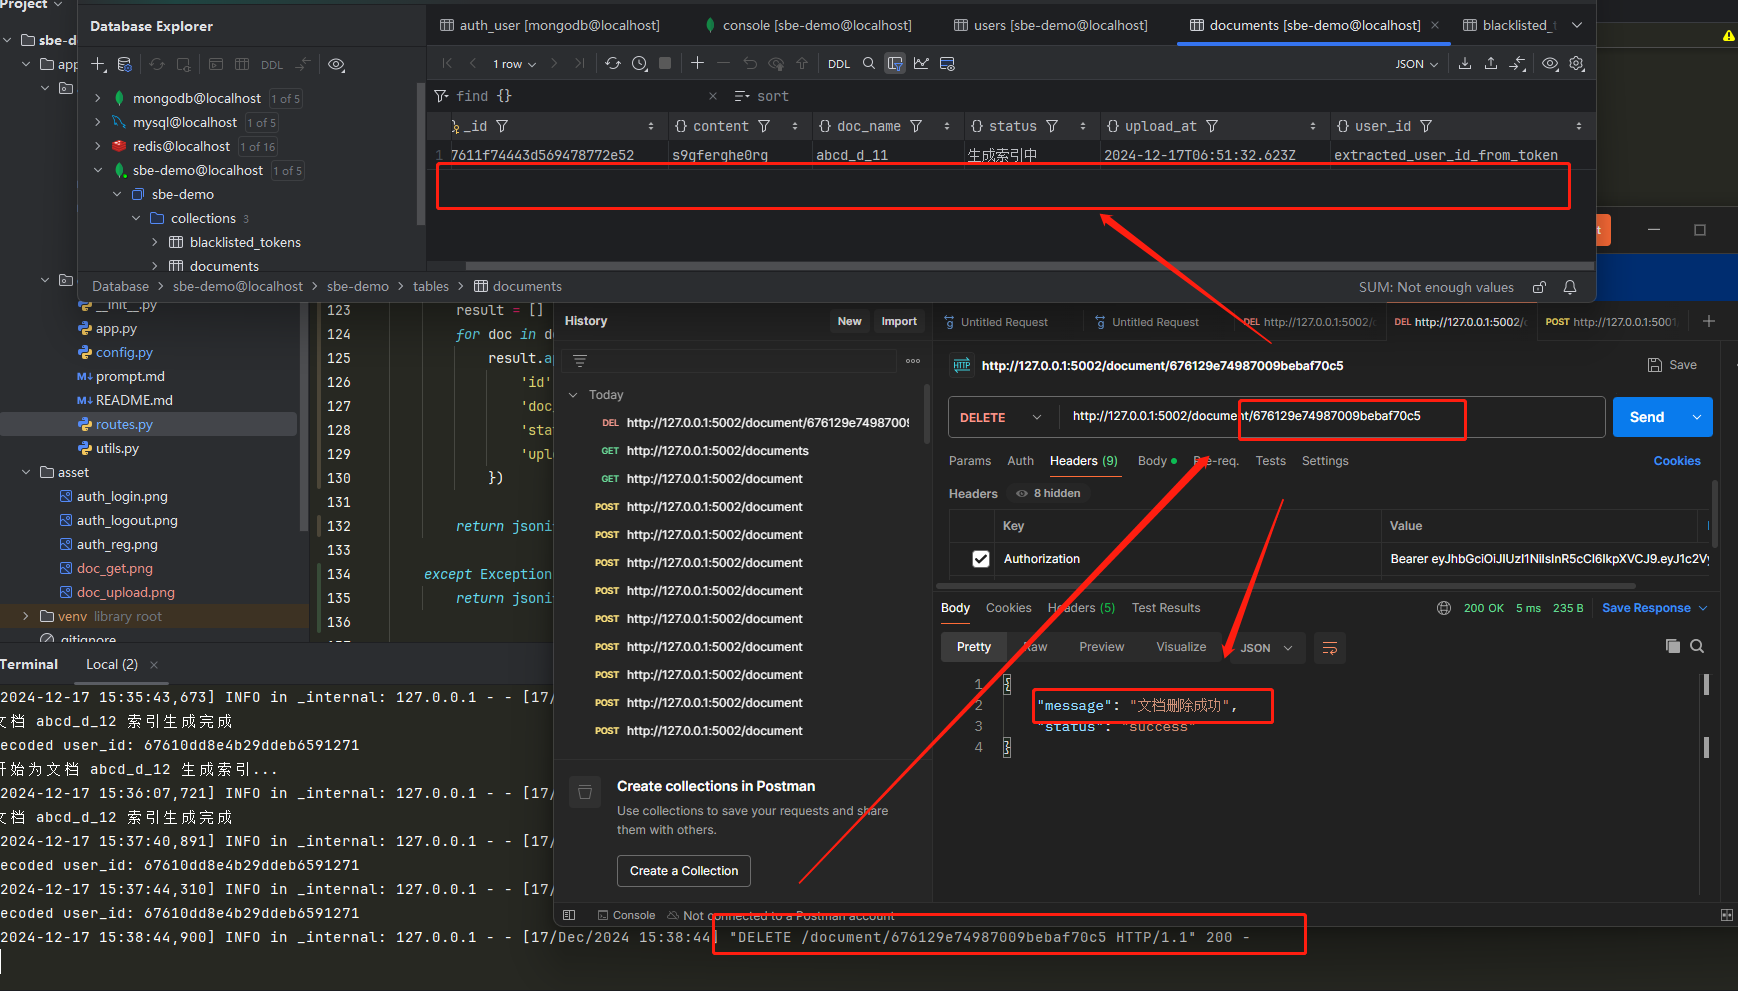 Project
Database Explorer
auth_user [mongodb@localhost]
console [sbe-demo@localhost]
users [sbe-demo@localhost]
documents [sbe-demo@localhost]
blacklisted_
sbe-d
app
DDL
1 row
DDL
JSON
mongodb@localhost 1 of 5
mysql@localhost 1 of 5
redis@localhost 1 of 16
sbe-demo@localhost 1 of 5
sbe-demo
collections 3
blacklisted_tokens
documents
find {}
sort
_id
{} content
{} doc_name
{} status
{} upload_at
{} user_id
1 7611f74443d569478772e52 s9gferghe0rg abcd_d_11 生成索引中 2024-12-17T06:51:32.623Z extracted_user_id_from_token
Database > sbe-demo@localhost > sbe-demo > tables > documents
SUM: Not enough values
__init__.py
app.py
config.py
M↓ prompt.md
M↓ README.md
routes.py
utils.py
asset
auth_login.png
auth_logout.png
auth_reg.png
doc_get.png
doc_upload.png
venv library root
.gitignore
123 result = []
124 for doc in d
125 result.a
126 'id'
127 'doc
128 'sta
129 'uplo
130 })
131
132 return jsoni
133
134 except Exception
135 return jsoni
136
History
New
Import
Today
DEL http://127.0.0.1:5002/document/676129e7498700
GET http://127.0.0.1:5002/documents
GET http://127.0.0.1:5002/document
POST http://127.0.0.1:5002/document
POST http://127.0.0.1:5002/document
POST http://127.0.0.1:5002/document
POST http://127.0.0.1:5002/document
POST http://127.0.0.1:5002/document
POST http://127.0.0.1:5002/document
POST http://127.0.0.1:5002/document
POST http://127.0.0.1:5002/document
POST http://127.0.0.1:5002/document
Create collections in Postman
Use collections to save your requests and share
them with others.
Create a Collection
Untitled Request
Untitled Request
DEL http://127.0.0.1:5002/
DEL http://127.0.0.1:5002/
POST http://127.0.0.1:5001
HTTP http://127.0.0.1:5002/document/676129e74987009bebaf70c5
Save
DELETE
http://127.0.0.1:5002/document/676129e74987009bebaf70c5
Send
Params Auth Headers (9) Body Pre-req. Tests Settings
Cookies
Headers 8 hidden
Key Value
Authorization Bearer eyJhbGciOiJIUzI1NiIsInR5cCI6IkpXVCJ9.eyJ1c2V
Body Cookies Headers (5) Test Results
200 OK 5 ms 235 B Save Response
Pretty Raw Preview Visualize JSON
1 {
2 "message": "文档删除成功",
3 "status": "success"
4 }
Console
Not connected to a Postman account
Terminal
Local (2)
2024-12-17 15:35:43,673] INFO in _internal: 127.0.0.1 - - [17/
文档 abcd_d_12 索引生成完成
ecoded user_id: 67610dd8e4b29ddeb6591271
开始为文档 abcd_d_12 生成索引...
2024-12-17 15:36:07,721] INFO in _internal: 127.0.0.1 - - [17/
文档 abcd_d_12 索引生成完成
2024-12-17 15:37:40,891] INFO in _internal: 127.0.0.1 - - [17/
ecoded user_id: 67610dd8e4b29ddeb6591271
2024-12-17 15:37:44,310] INFO in _internal: 127.0.0.1 - - [17/
ecoded user_id: 67610dd8e4b29ddeb6591271
2024-12-17 15:38:44,900] INFO in _internal: 127.0.0.1 - - [17/Dec/2024 15:38:44] "DELETE /document/676129e74987009bebaf70c5 HTTP/1.1" 200 -